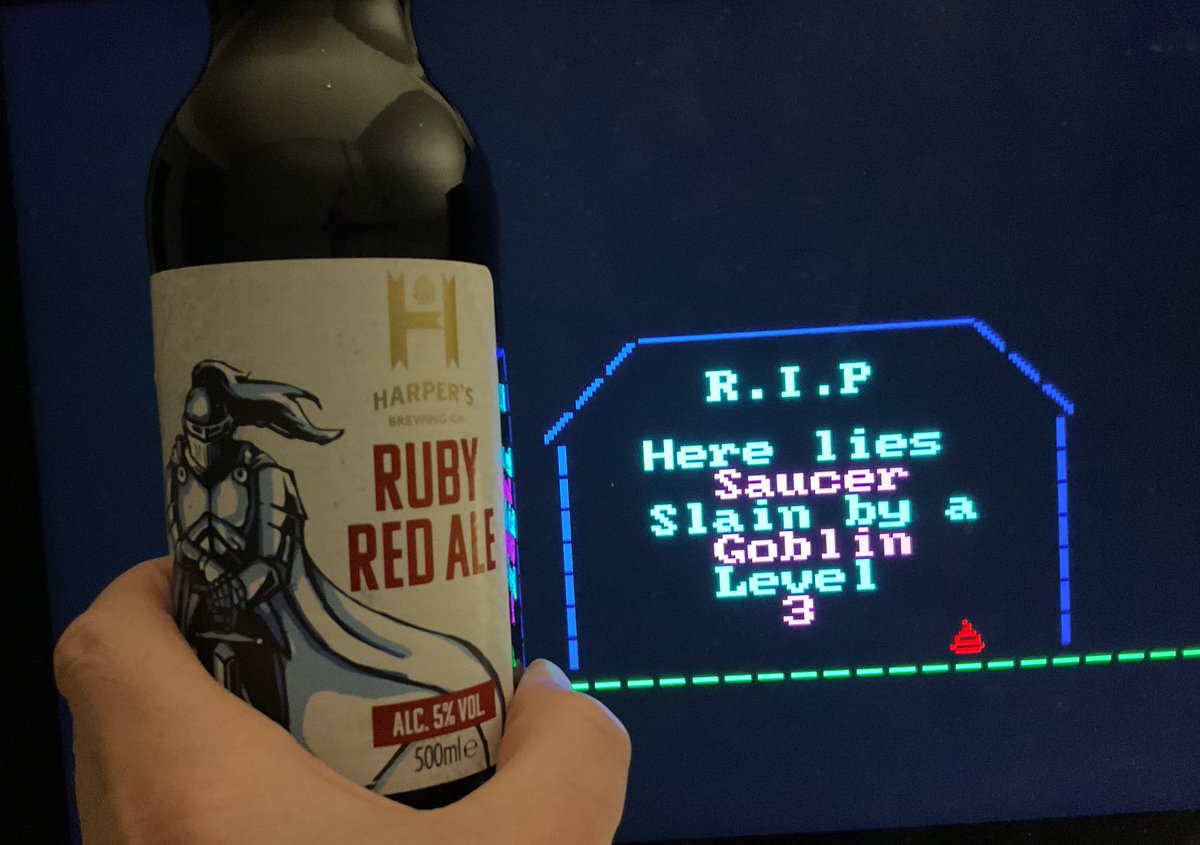 H
HARPER'S
BREWING Co.
RUBY
RED ALE
ALC. 5% VOL.
500ml e
R.I.P
Here lies
Saucer
Slain by a
Goblin
Level
3